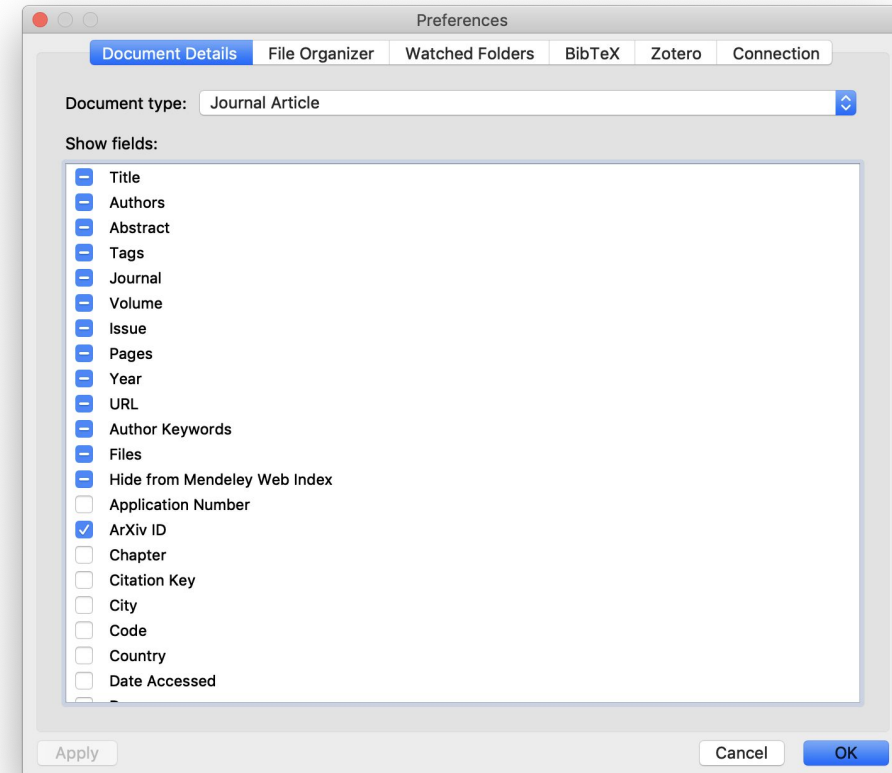 Preferences
Document Details File Organizer Watched Folders BibTeX Zotero Connection
Document type: Journal Article
Show fields:
Title
Authors
Abstract
Tags
Journal
Volume
Issue
Pages
Year
URL
Author Keywords
Files
Hide from Mendeley Web Index
Application Number
ArXiv ID
Chapter
Citation Key
City
Code
Country
Date Accessed
Apply Cancel OK